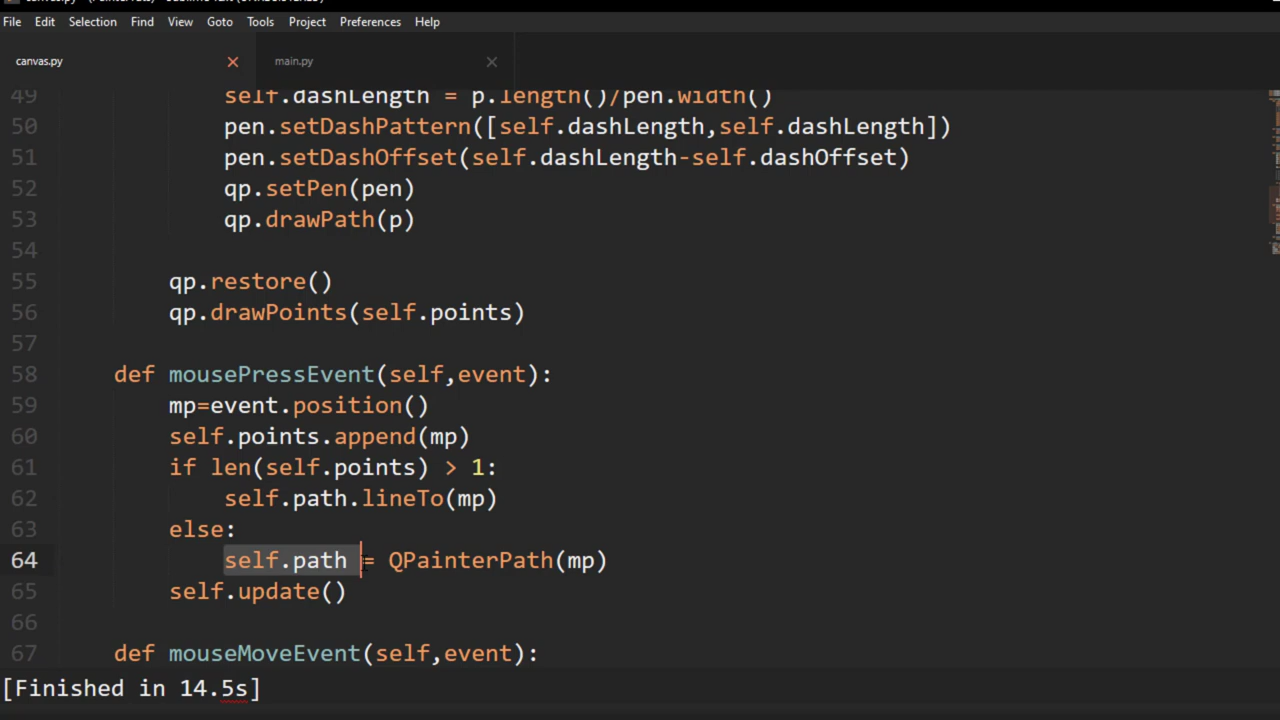 File Edit Selection Find View Goto Tools Project Preferences Help
canvas.py main.py
49 self.dashLength = p.length()/pen.width()
50 pen.setDashPattern([self.dashLength,self.dashLength])
51 pen.setDashOffset(self.dashLength-self.dashOffset)
52 qp.setPen(pen)
53 qp.drawPath(p)
54
55 qp.restore()
56 qp.drawPoints(self.points)
57
58 def mousePressEvent(self,event):
59 mp=event.position()
60 self.points.append(mp)
61 if len(self.points) > 1:
62 self.path.lineTo(mp)
63 else:
64 self.path = QPainterPath(mp)
65 self.update()
66
67 def mouseMoveEvent(self,event):
[Finished in 14.5s]